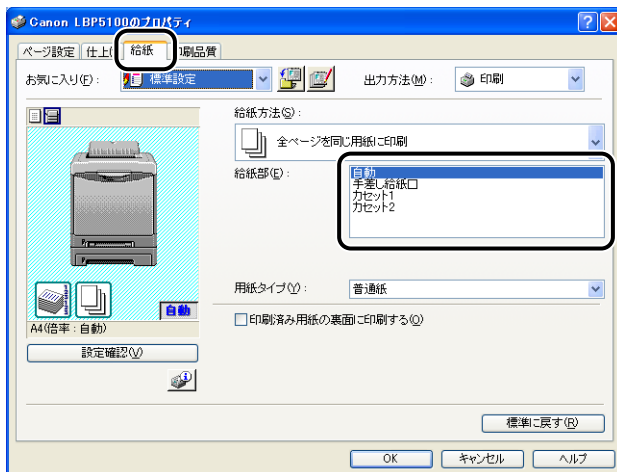 Canon LBP5100のプロパティ
ページ設定 仕上( 給紙 印刷品質
お気に入り(F): 標準設定 出力方法(M): 印刷
給紙方法(S):
全ページを同じ用紙に印刷
給紙部(E):
自動
手差し給紙口
カセット1
カセット2
用紙タイプ(Y): 普通紙
自動
印刷済み用紙の裏面に印刷する(Q)
A4(倍率:自動)
設定確認(V)
標準に戻す(R)
OK キャンセル ヘルプ